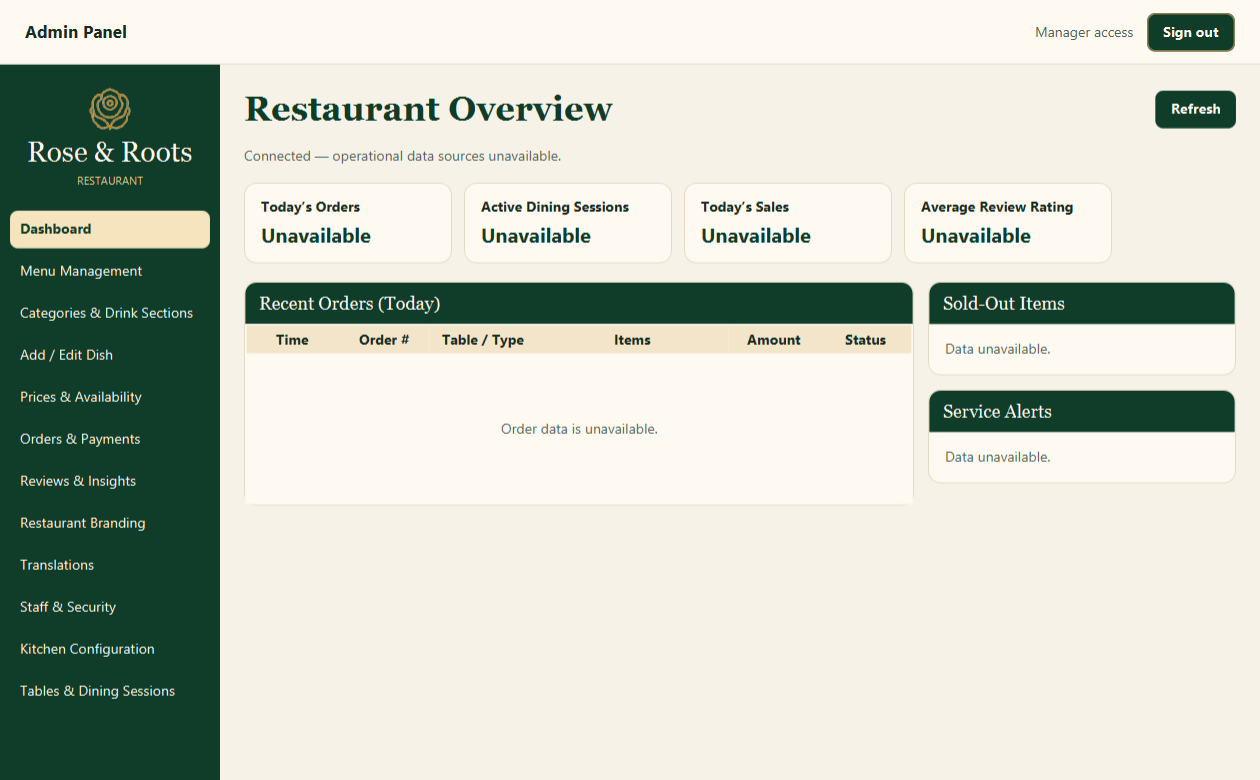 Admin Panel
Manager access
Sign out
Rose & Roots
RESTAURANT
Dashboard
Menu Management
Categories & Drink Sections
Add / Edit Dish
Prices & Availability
Orders & Payments
Reviews & Insights
Restaurant Branding
Translations
Staff & Security
Kitchen Configuration
Tables & Dining Sessions
Restaurant Overview
Refresh
Connected — operational data sources unavailable.
Today’s Orders
Unavailable
Active Dining Sessions
Unavailable
Today’s Sales
Unavailable
Average Review Rating
Unavailable
Recent Orders (Today)
Time Order # Table / Type Items Amount Status
Order data is unavailable.
Sold-Out Items
Data unavailable.
Service Alerts
Data unavailable.